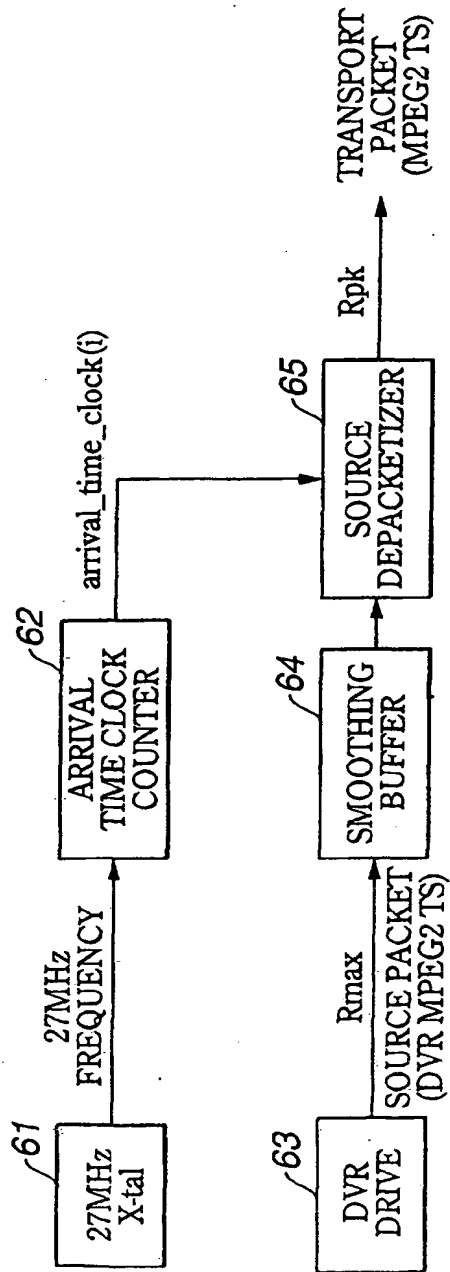 61
27MHz
X-tal
27MHz
FREQUENCY
62
ARRIVAL
TIME CLOCK
COUNTER
arrival_time_clock(i)
63
DVR
DRIVE
Rmax
SOURCE PACKET
(DVR MPEG2 TS)
64
SMOOTHING
BUFFER
65
SOURCE
DEPACKETIZER
Rpk
TRANSPORT
PACKET
(MPEG2 TS)